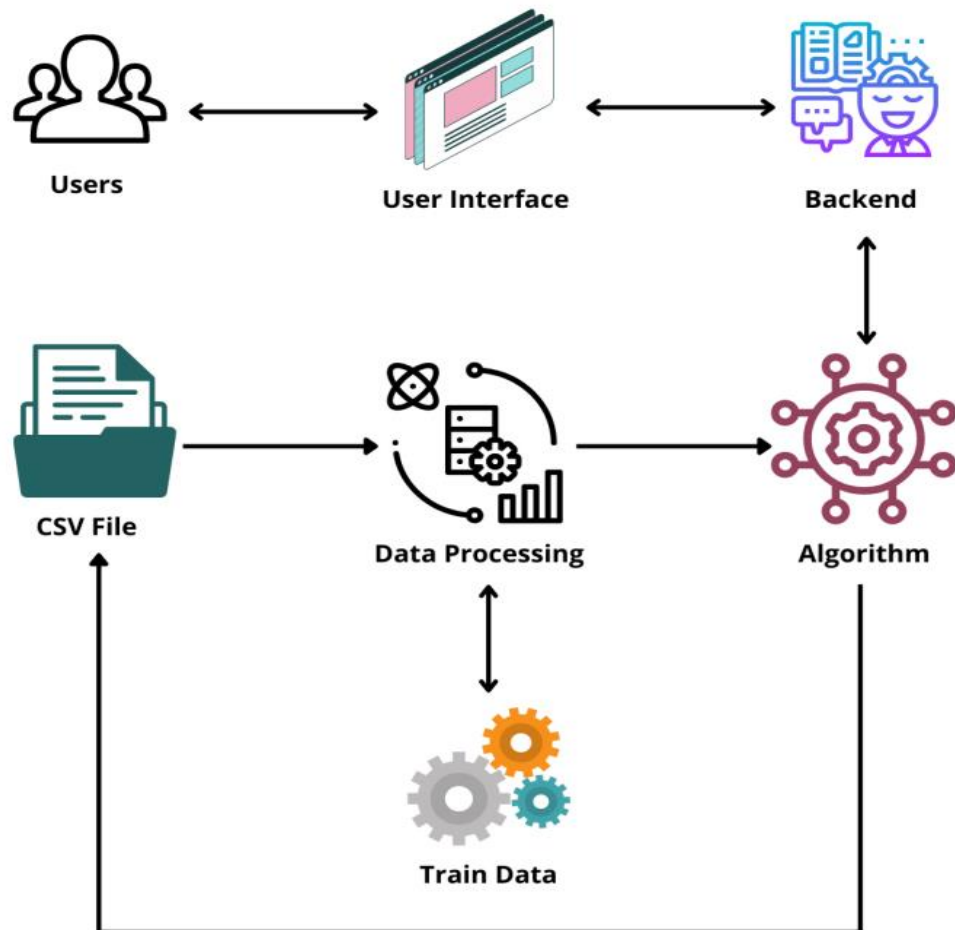 Users
User Interface
Backend
CSV File
Data Processing
Algorithm
Train Data